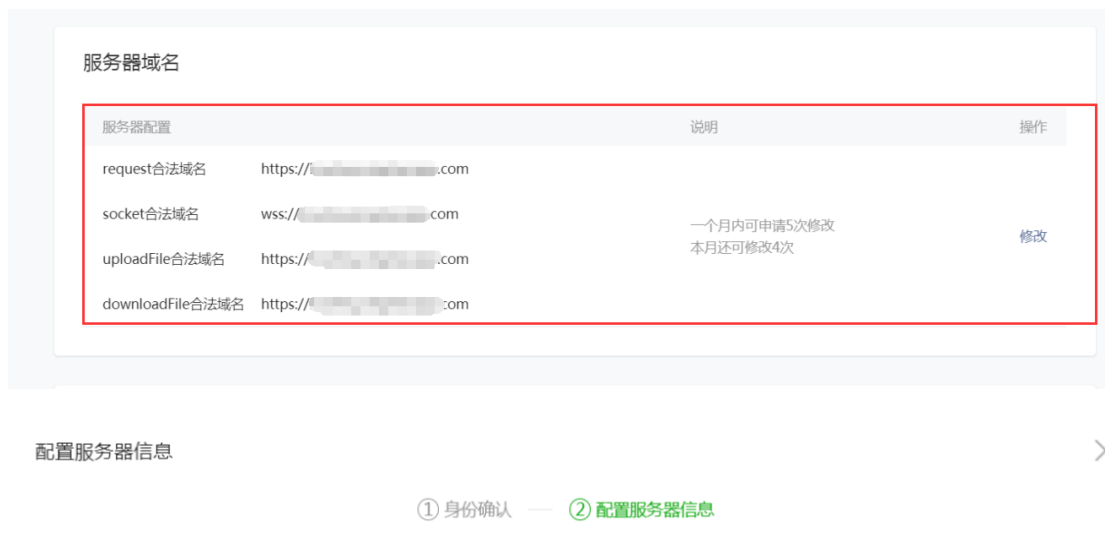 服务器域名
服务器配置 说明 操作
request合法域名 https:// .com
socket合法域名 wss:// .com
一个月内可申请5次修改
本月还可修改4次
修改
uploadFile合法域名 https:// .com
downloadFile合法域名 https:// .com
配置服务器信息
① 身份确认 — ② 配置服务器信息